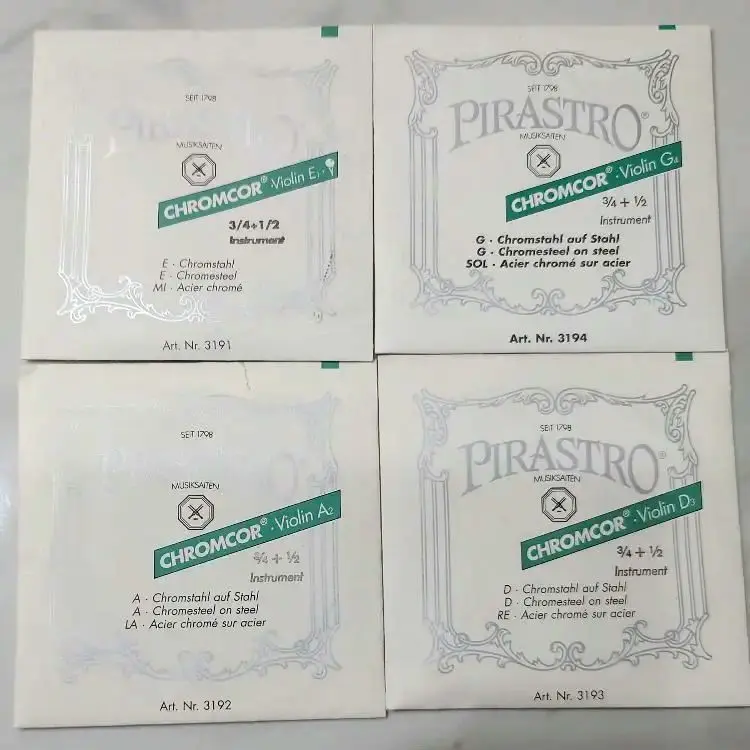 SEIT 1798
PIRASTRO
MUSIKSAITEN
CHROMCOR® · Violin E1
3/4+1/2
Instrument
E · Chromstahl
E · Chromesteel
MI · Acier chromé
Art. Nr. 3191
SEIT 1798
PIRASTRO®
MUSIKSAITEN
CHROMCOR® · Violin G4
3/4 + 1/2
Instrument
G · Chromstahl auf Stahl
G · Chromesteel on steel
SOL · Acier chromé sur acier
Art. Nr. 3194
SEIT 1798
MUSIKSAITEN
CHROMCOR® · Violin A2
3/4 + 1/2
Instrument
A · Chromstahl auf Stahl
A · Chromesteel on steel
LA · Acier chromé sur acier
Art. Nr. 3192
SEIT 1798
PIRASTRO®
MUSIKSAITEN
CHROMCOR® · Violin D3
3/4 + 1/2
Instrument
D · Chromstahl auf Stahl
D · Chromesteel on steel
RE · Acier chromé sur acier
Art. Nr. 3193